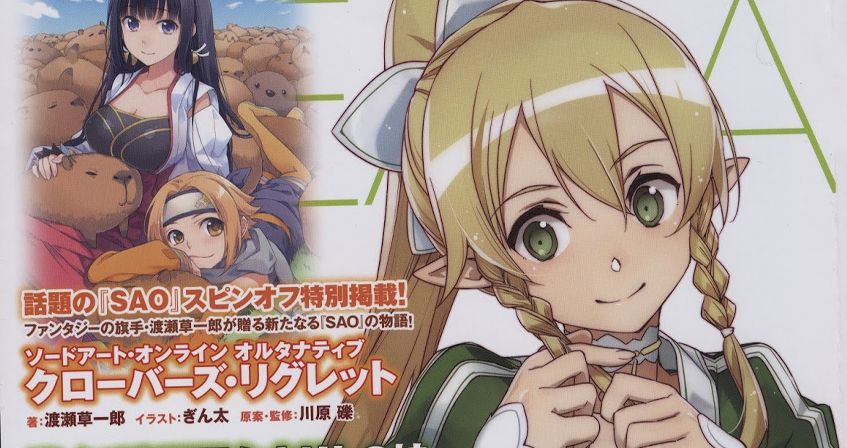 話題の『SAO』スピンオフ特別掲載!
ファンタジーの旗手・渡瀬草一郎が贈る新たなる『SAO』の物語!
ソードアート・オンライン オルタナティブ
クローバーズ・リグレット
著:渡瀬草一郎 イラスト:ぎん太 原案・監修:川原 礫